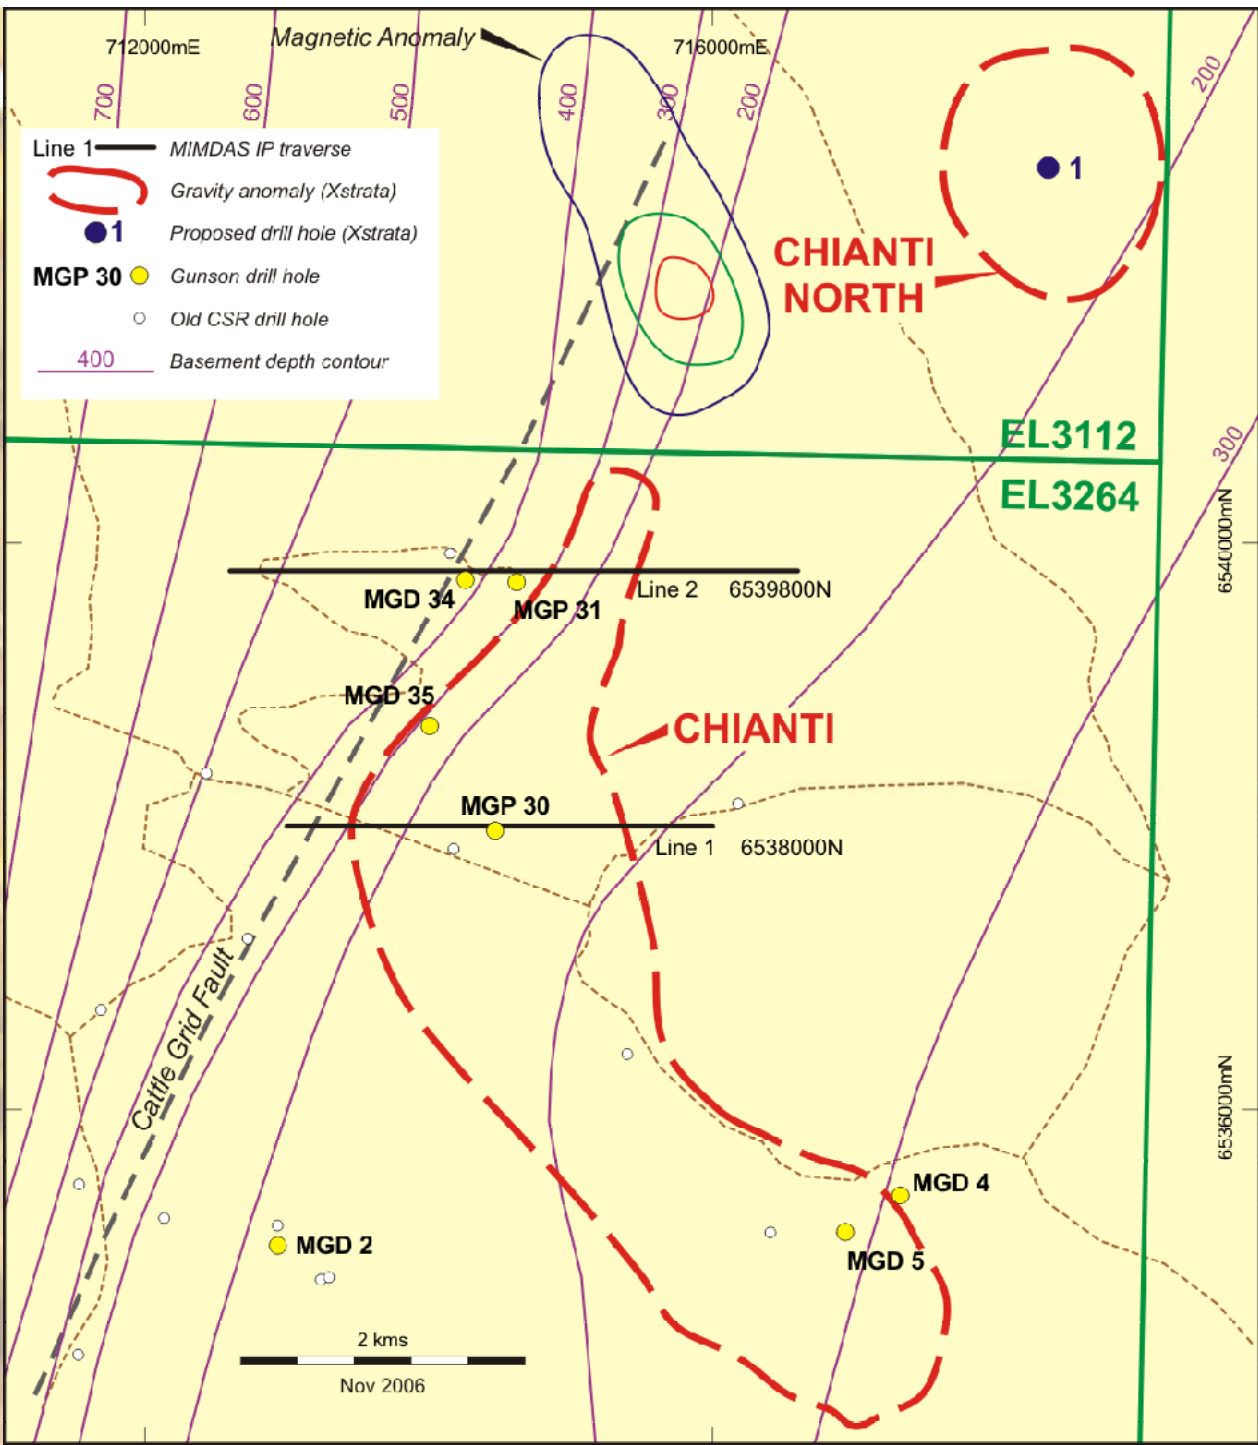 712000mE
Magnetic Anomaly
716000mE
700
600
500
400
300
200
200
Line 1
MIMDAS IP traverse
Gravity anomaly (Xstrata)
1
Proposed drill hole (Xstrata)
MGP 30
Gunson drill hole
Old CSR drill hole
400
Basement depth contour
1
CHIANTI
NORTH
EL3112
EL3264
300
6540000mN
MGD 34
MGP 31
Line 2 6539800N
MGD 35
CHIANTI
MGP 30
Line 1 6538000N
Cattle Grid Fault
6536000mN
MGD 4
MGD 5
MGD 2
2 kms
Nov 2006